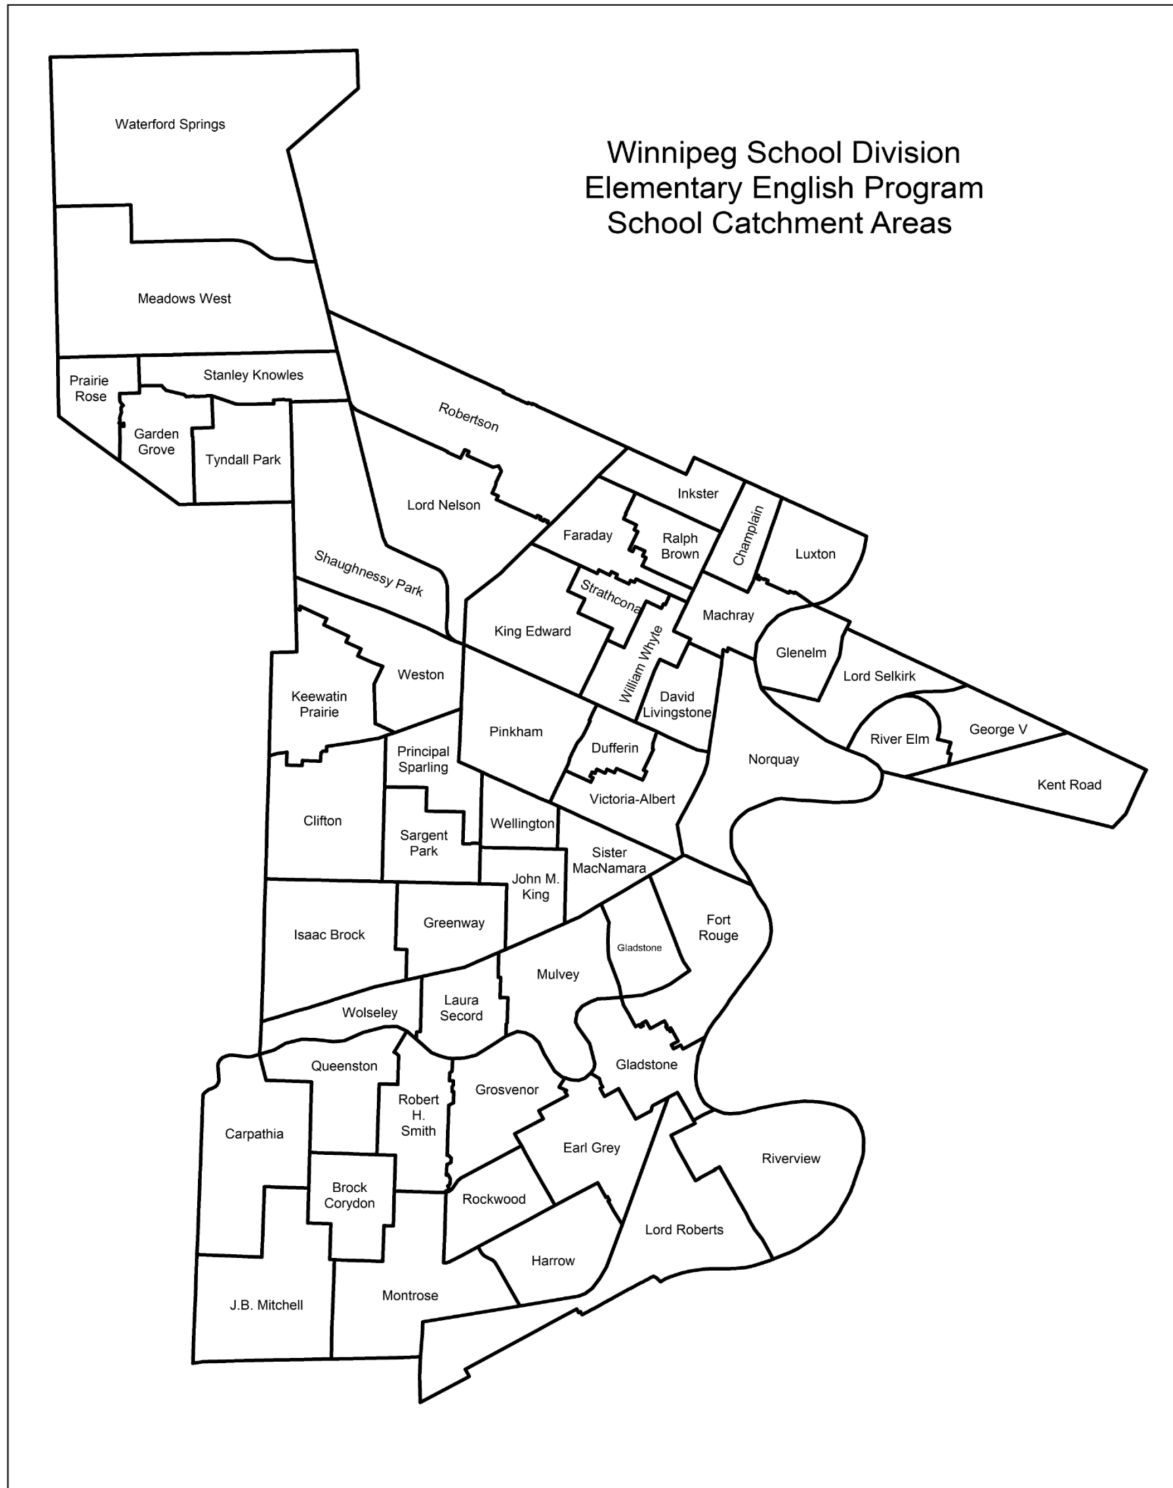 Winnipeg School Division
Elementary English Program
School Catchment Areas
Waterford Springs
Meadows West
Prairie
Rose
Stanley Knowles
Garden
Grove
Tyndall Park
Robertson
Lord Nelson
Shaughnessy Park
Inkster
Faraday
Ralph
Brown
Champlain
Luxton
Strathcona
King Edward
William Whyte
Machray
Glenelm
Lord Selkirk
David
Livingstone
Keewatin
Prairie
Weston
Pinkham
Dufferin
Norquay
River Elm
George V
Kent Road
Principal
Sparling
Victoria-Albert
Clifton
Sargent
Park
Wellington
Sister
MacNamara
John M.
King
Isaac Brock
Greenway
Gladstone
Fort
Rouge
Mulvey
Wolseley
Laura
Secord
Queenston
Grosvenor
Gladstone
Robert
H.
Smith
Carpathia
Earl Grey
Riverview
Brock
Corydon
Rockwood
Lord Roberts
Harrow
J.B. Mitchell
Montrose